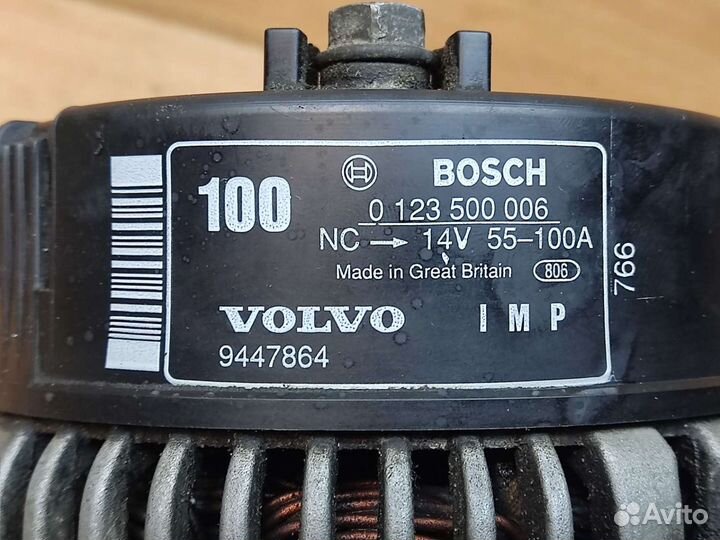 100
BOSCH
0 123 500 006
NC → 14V 55-100A
Made in Great Britain 806
VOLVO IMP
9447864
766
Avito